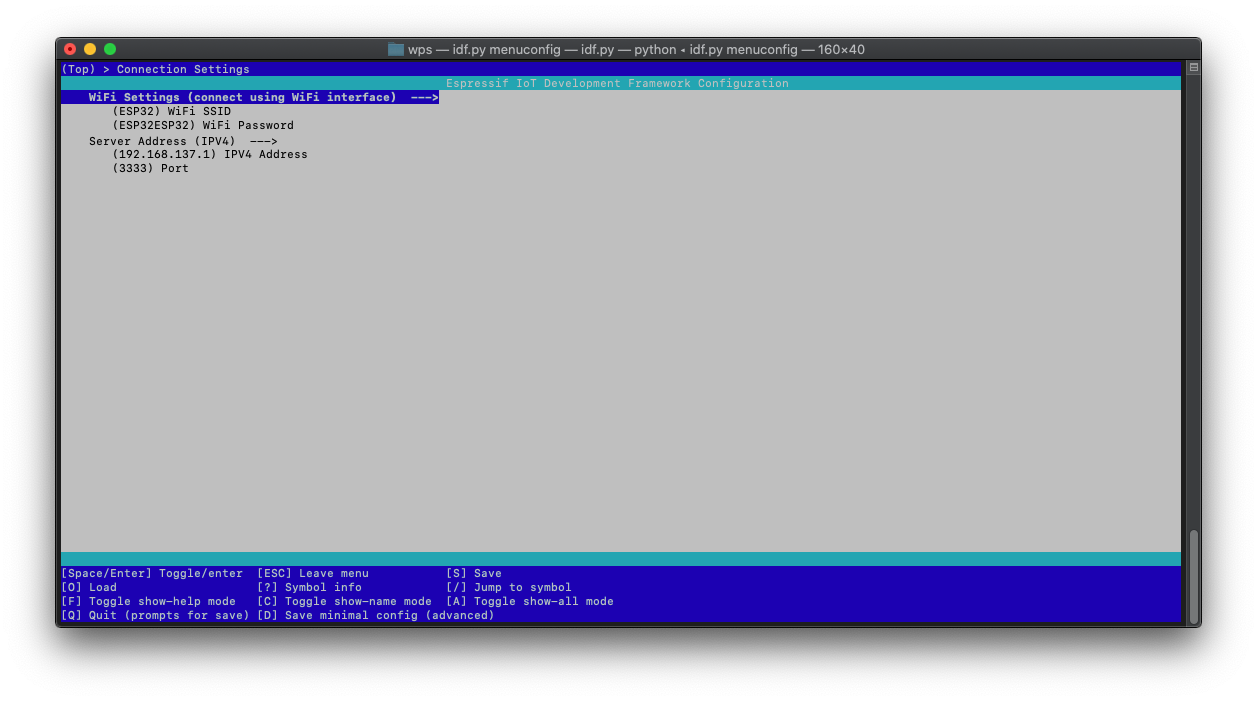 wps — idf.py menuconfig — idf.py — python ◂ idf.py menuconfig — 160×40
(Top) > Connection Settings
Espressif IoT Development Framework Configuration
WiFi Settings (connect using WiFi interface)  --->
(ESP32) WiFi SSID
(ESP32ESP32) WiFi Password
Server Address (IPV4)  --->
(192.168.137.1) IPV4 Address
(3333) Port
[Space/Enter] Toggle/enter  [ESC] Leave menu           [S] Save
[O] Load                    [?] Symbol info            [/] Jump to symbol
[F] Toggle show-help mode   [C] Toggle show-name mode  [A] Toggle show-all mode
[Q] Quit (prompts for save) [D] Save minimal config (advanced)